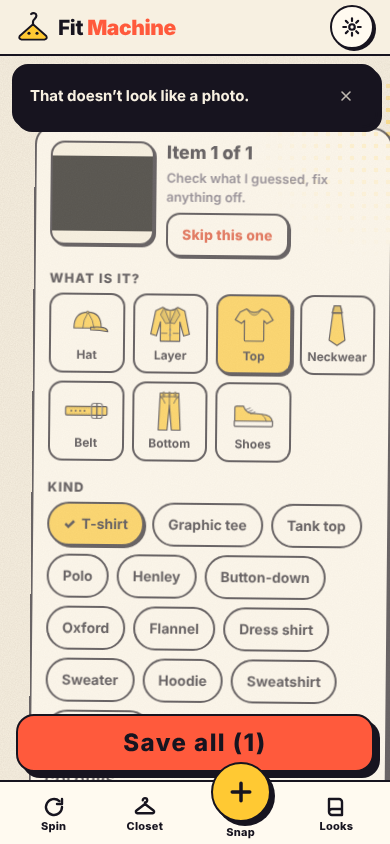 Fit Machine
That doesn't look like a photo.
Item 1 of 1
Check what I guessed, fix
anything off.
Skip this one
WHAT IS IT?
Hat
Layer
Top
Neckwear
Belt
Bottom
Shoes
KIND
T-shirt
Graphic tee
Tank top
Polo
Henley
Button-down
Oxford
Flannel
Dress shirt
Sweater
Hoodie
Sweatshirt
Save all (1)
Spin
Closet
Snap
Looks